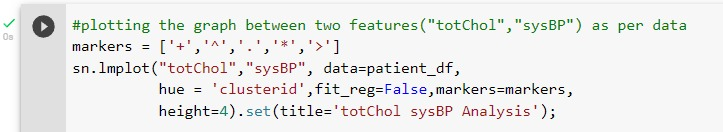 #plotting the graph between two features("totChol","sysBP") as per data
markers = ['+','^','.','*','>']
sn.lmplot("totChol","sysBP", data=patient_df,
hue = 'clusterid',fit_reg=False,markers=markers,
height=4).set(title='totChol sysBP Analysis');
0s